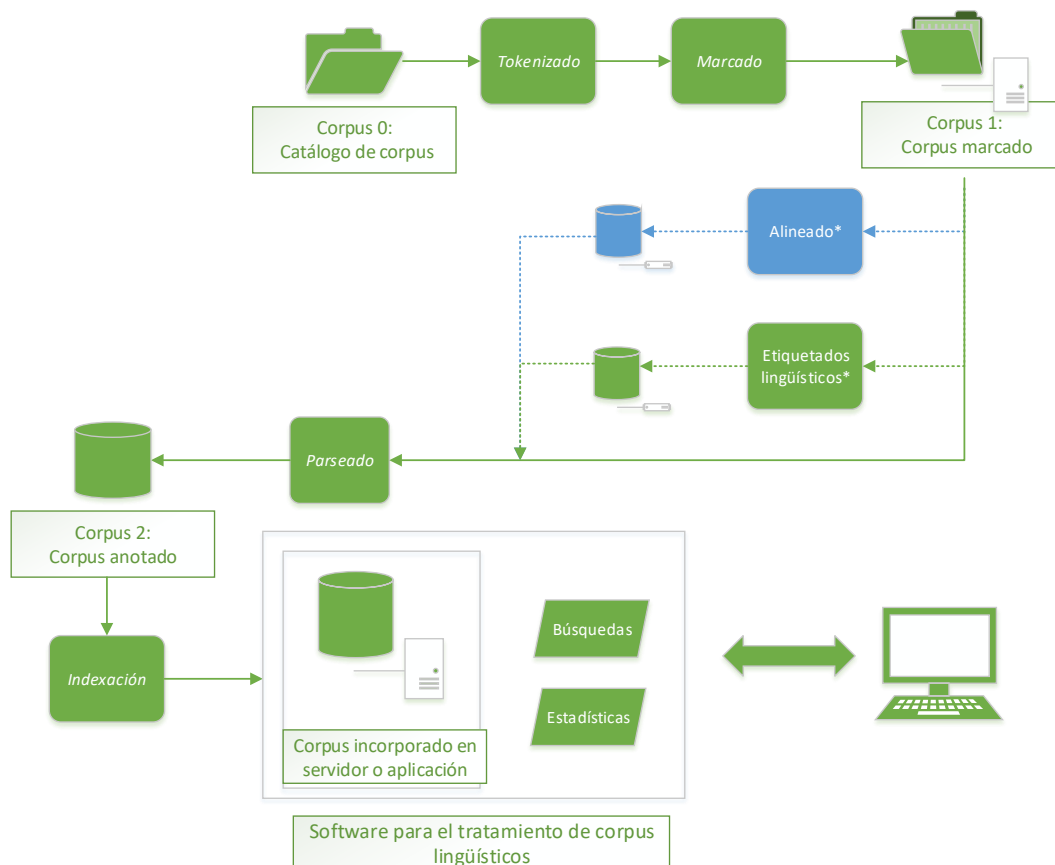 Tokenizado
Marcado
Corpus 0:
Catálogo de corpus
Corpus 1:
Corpus marcado
Alineado*
Etiquetados
lingüísticos*
Parseado
Corpus 2:
Corpus anotado
Búsquedas
Indexación
Estadísticas
Corpus incorporado en
servidor o aplicación
Software para el tratamiento de corpus
lingüísticos